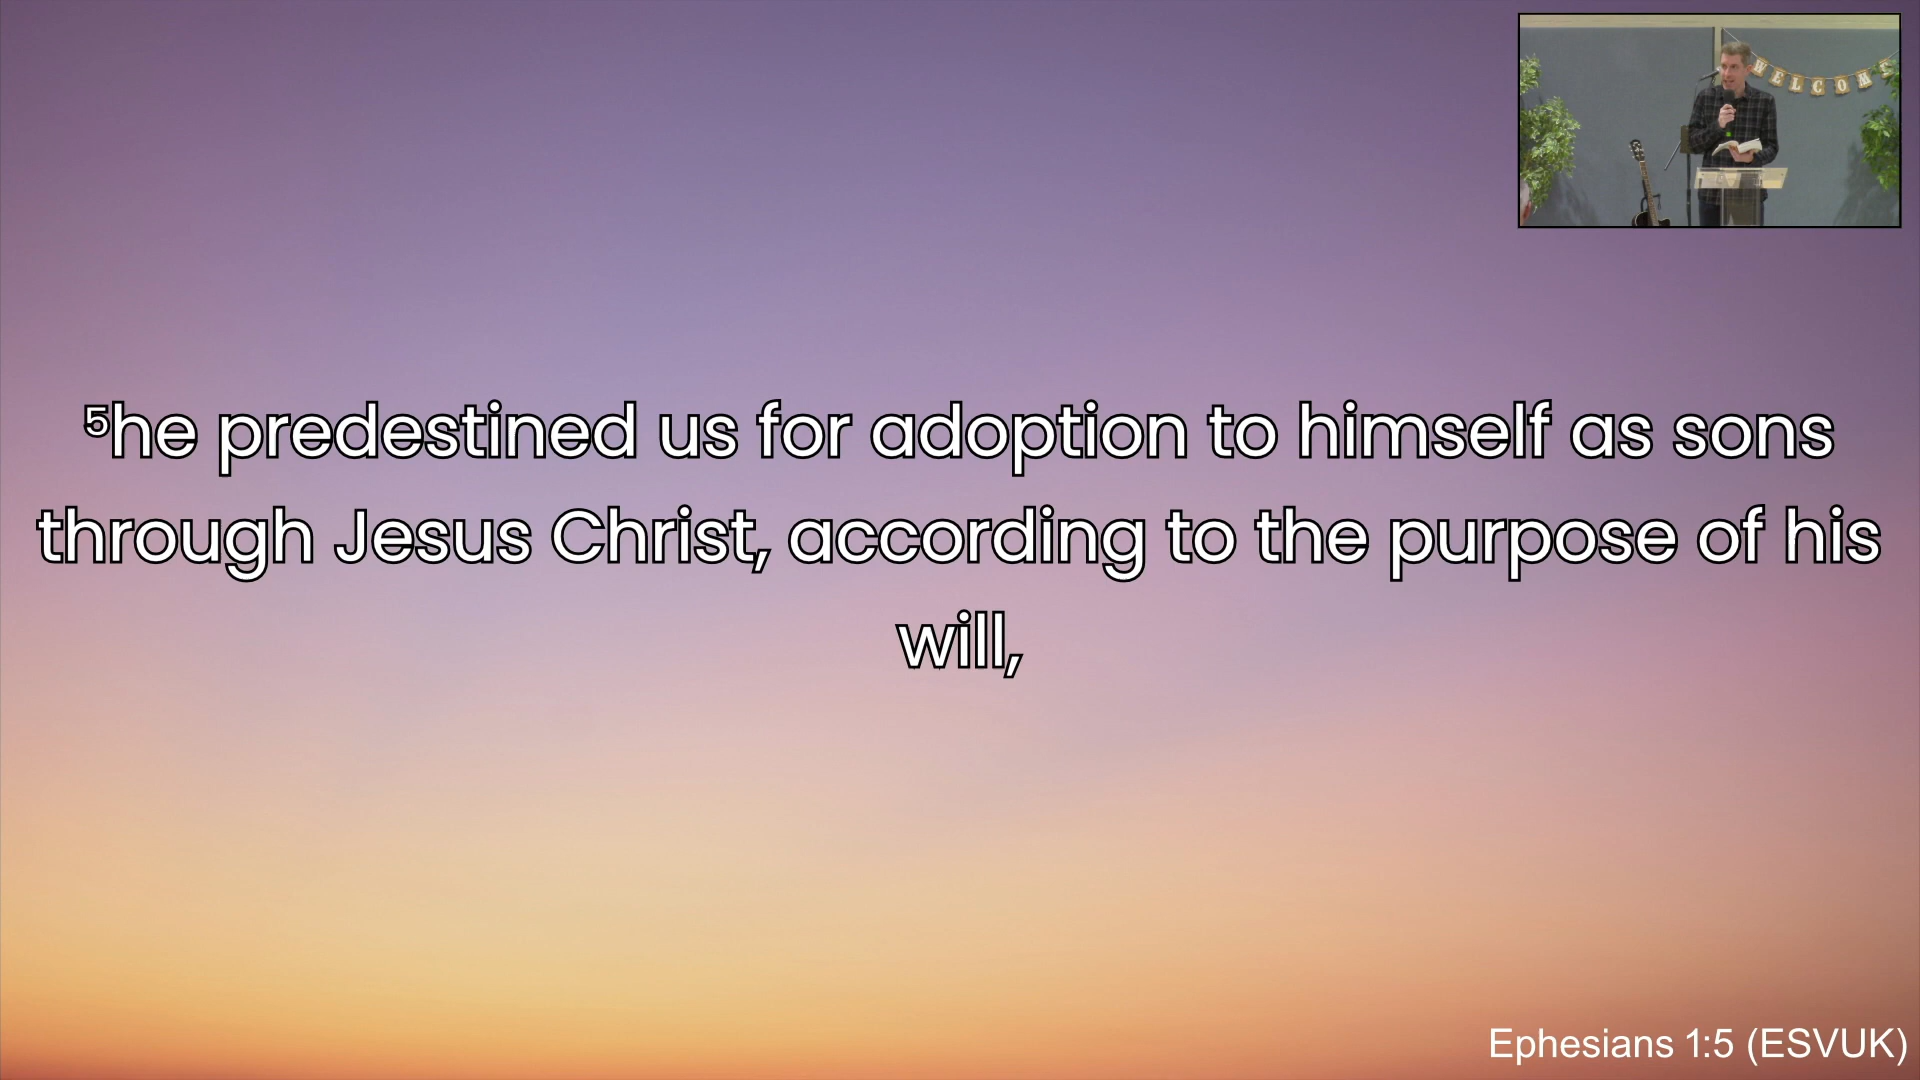 WELCOME
⁵he predestined us for adoption to himself as sons
through Jesus Christ, according to the purpose of his
will,
Ephesians 1:5 (ESVUK)